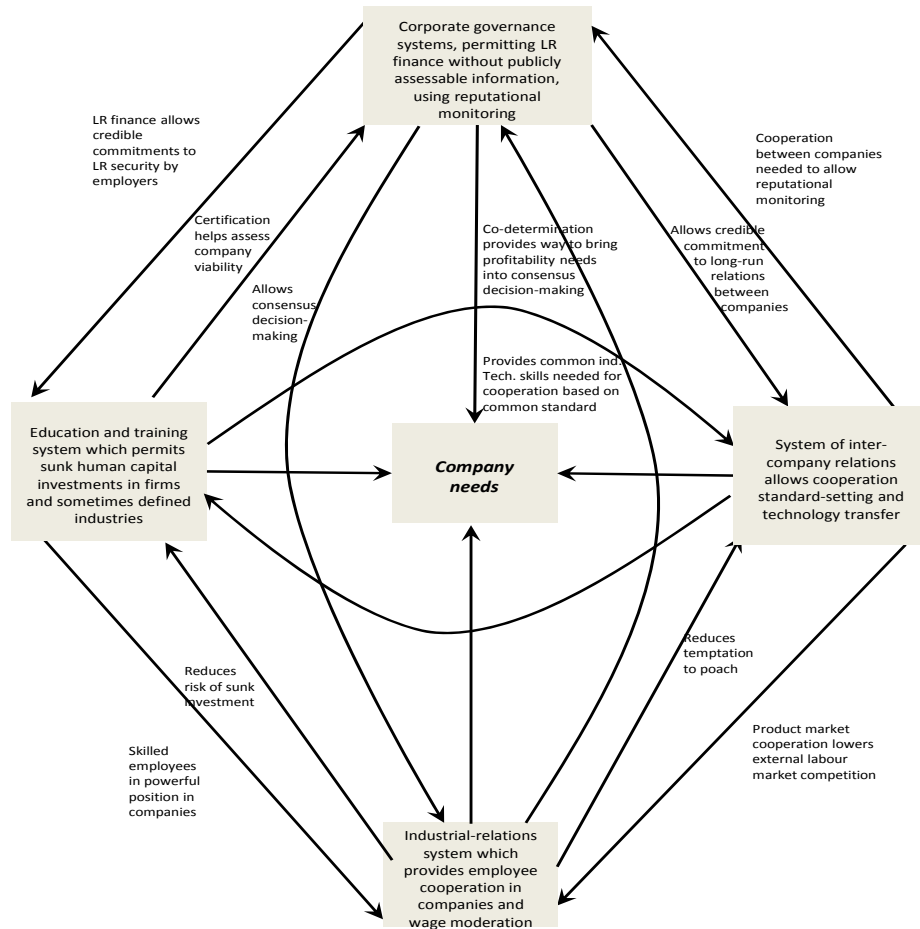 Corporate governance
systems, permitting LR
finance without publicly
assessable information,
using reputational
monitoring
LR finance allows
credible
commitments to
LR security by
employers
Cooperation
between companies
needed to allow
reputational
monitoring
Certification
helps assess
company
viability
Co-determination
provides way to bring
profitability needs
into consensus
decision-making
Allows credible
commitment
to long-run
relations
between
companies
Allows
consensus
decision-
making
Provides common ind.
Tech. skills needed for
cooperation based on
common standard
Education and training
system which permits
sunk human capital
investments in firms
and sometimes defined
industries
Company
needs
System of inter-
company relations
allows cooperation
standard-setting and
technology transfer
Reduces
risk of sunk
investment
Reduces
temptation
to poach
Skilled
employees
in powerful
position in
companies
Product market
cooperation lowers
external labour
market competition
Industrial-relations
system which
provides employee
cooperation in
companies and
wage moderation